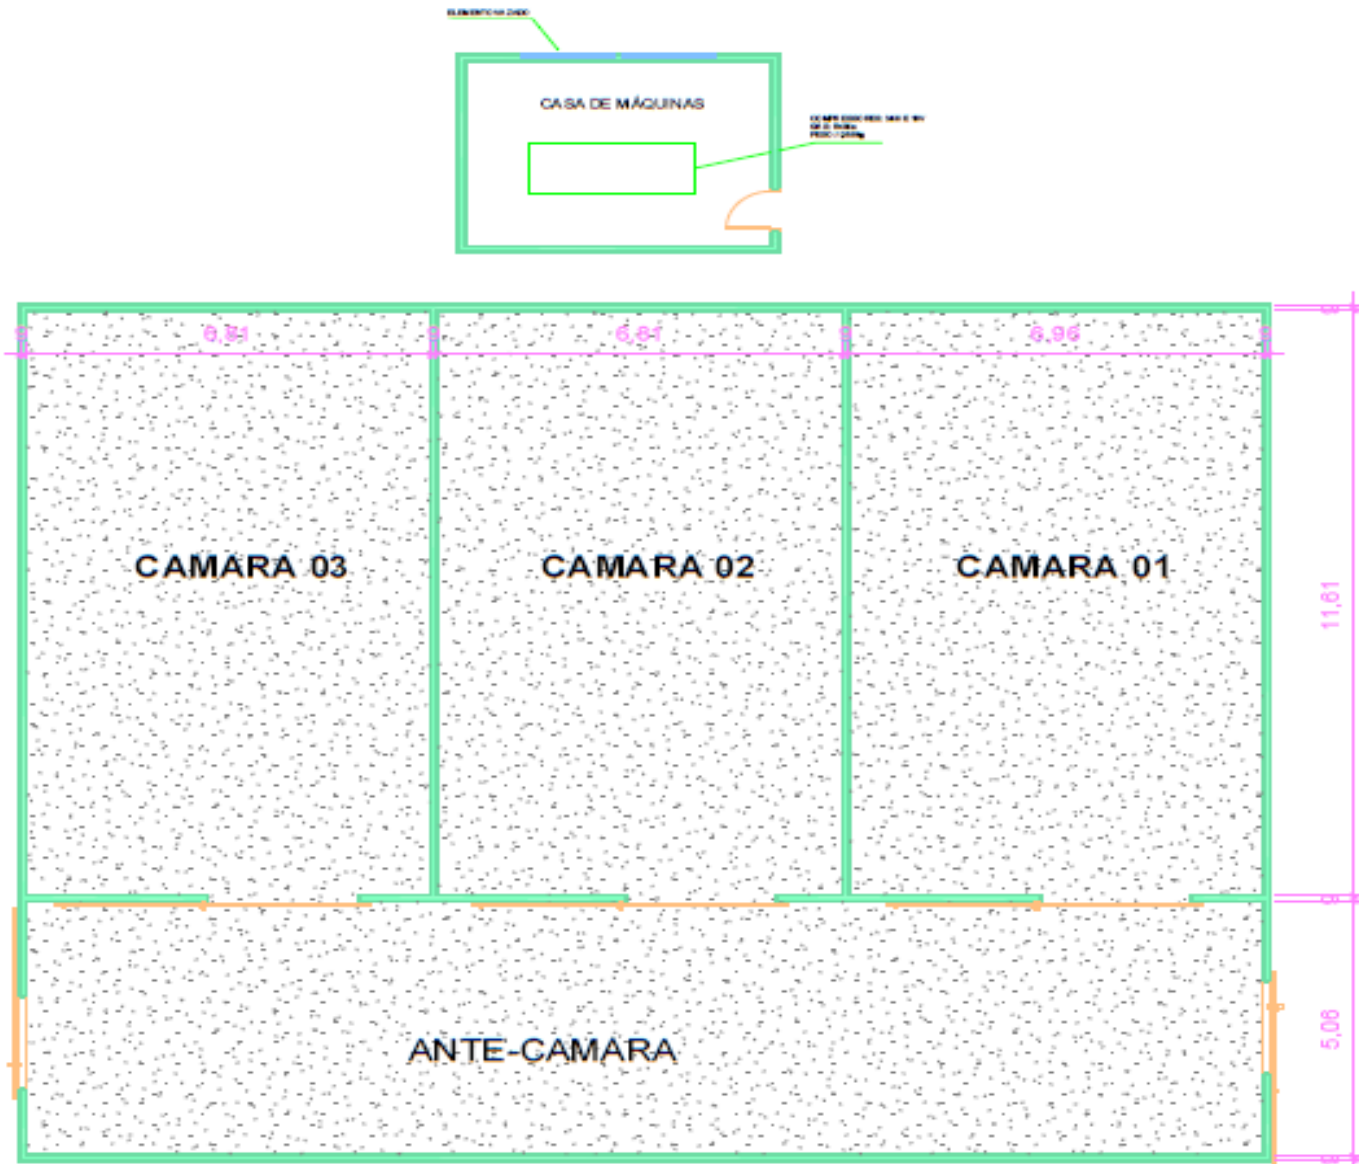 CASA DE MÁQUINAS
6,81
6,81
6,96
CAMARA 03
CAMARA 02
CAMARA 01
11,61
5,06
ANTE-CAMARA